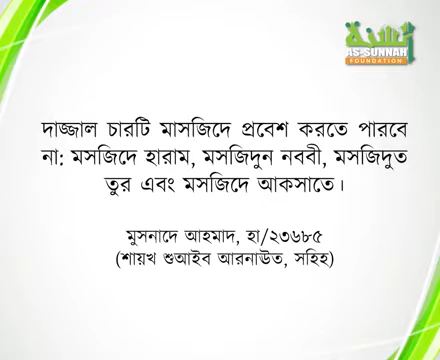 AS-SUNNAH
FOUNDATION
দাজ্জাল চারটি মাসজিদে প্রবেশ করতে পারবে
না: মসজিদে হারাম, মসজিদুন নববী, মসজিদুত
তুর এবং মসজিদে আকসাতে।
মুসনাদে আহমাদ, হা/২৩৬৮৫
(শায়খ শুআইব আরনাঊত, সহিহ)